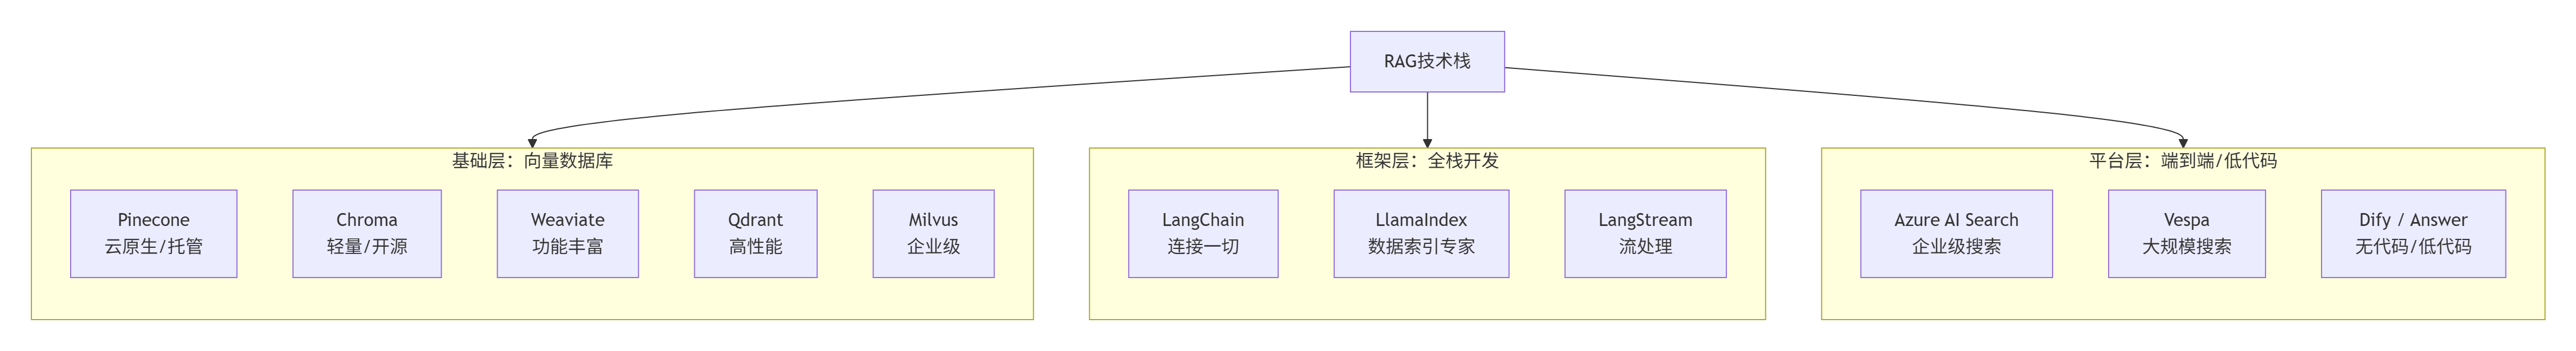 RAG技术栈
基础层：向量数据库
Pinecone
云原生/托管
Chroma
轻量/开源
Weaviate
功能丰富
Qdrant
高性能
Milvus
企业级
框架层：全栈开发
LangChain
连接一切
LlamaIndex
数据索引专家
LangStream
流处理
平台层：端到端/低代码
Azure AI Search
企业级搜索
Vespa
大规模搜索
Dify / Answer
无代码/低代码